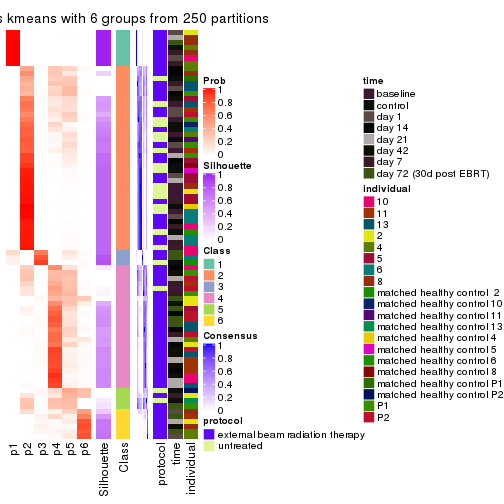 s kmeans with 6 groups from 250 partitions
Prob
1
0.8
0.6
0.4
0.2
0
Silhouette
1
0.8
0.6
0.4
0.2
0
Class
1
2
3
4
5
6
Consensus
1
0.8
0.6
0.4
0.2
0
protocol
external beam radiation therapy
untreated
time
baseline
control
day 1
day 14
day 21
day 42
day 7
day 72 (30d post EBRT)
individual
10
11
13
2
4
5
6
8
matched healthy control 2
matched healthy control 10
matched healthy control 11
matched healthy control 13
matched healthy control 4
matched healthy control 5
matched healthy control 6
matched healthy control 8
matched healthy control P1
matched healthy control P2
P1
P2
p1
p2
p3
p4
p5
p6
Silhouette
Class
protocol
time
individual